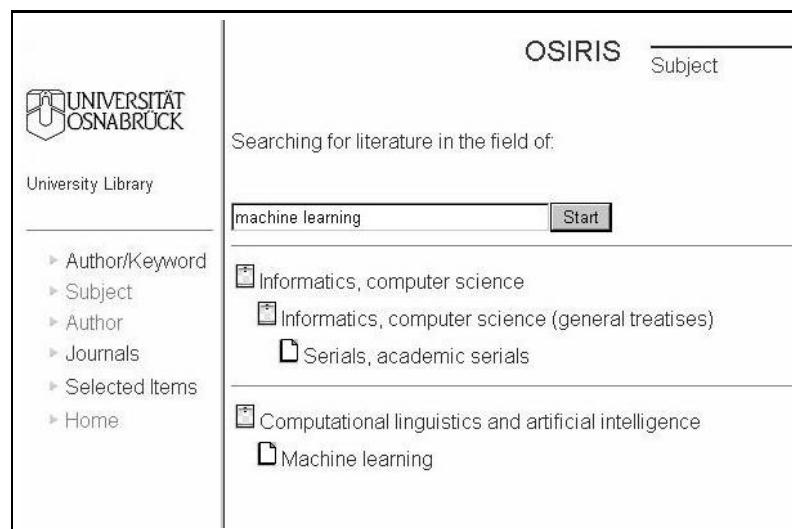 UNIVERSITÄT
OSNABRÜCK
University Library
Author/Keyword
Subject
Author
Journals
Selected Items
Home
OSIRIS
Subject
Searching for literature in the field of:
machine learning Start
Informatics, computer science
Informatics, computer science (general treatises)
Serials, academic serials
Computational linguistics and artificial intelligence
Machine learning